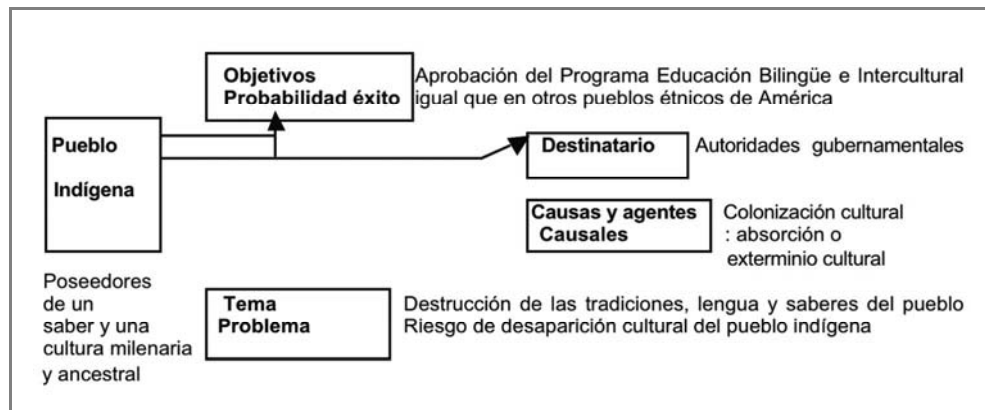 Objetivos
Probabilidad éxito
Aprobación del Programa Educación Bilingüe e Intercultural
igual que en otros pueblos étnicos de América
Pueblo
Indígena
Destinatario
Autoridades gubernamentales
Causas y agentes
Causales
Colonización cultural
: absorción o
exterminio cultural
Poseedores
de un
saber y una
cultura milenaria
y ancestral
Tema
Problema
Destrucción de las tradiciones, lengua y saberes del pueblo
Riesgo de desaparición cultural del pueblo indígena